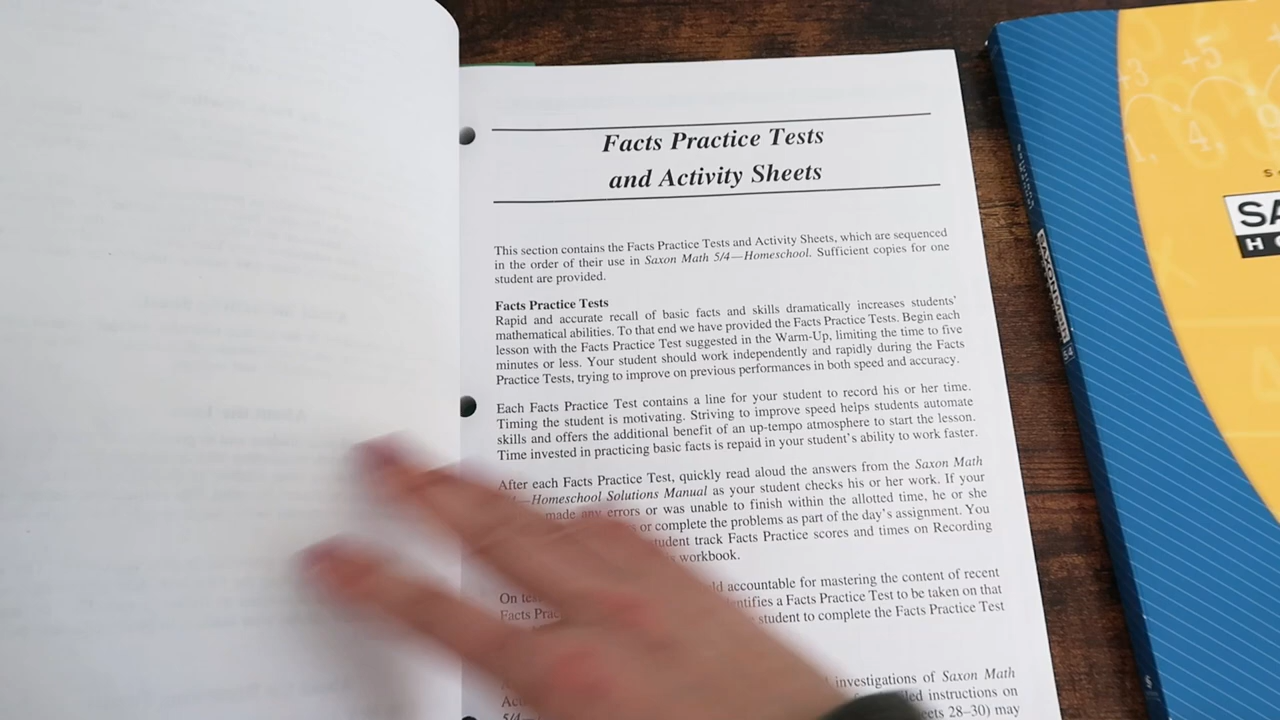 Facts Practice Tests
and Activity Sheets
This section contains the Facts Practice Tests and Activity Sheets, which are sequenced
in the order of their use in Saxon Math 5/4—Homeschool. Sufficient copies for one
student are provided.
Facts Practice Tests
Rapid and accurate recall of basic facts and skills dramatically increases students'
mathematical abilities. To that end we have provided the Facts Practice Tests. Begin each
lesson with the Facts Practice Test suggested in the Warm-Up, limiting the time to five
minutes or less. Your student should work independently and rapidly during the Facts
Practice Tests, trying to improve on previous performances in both speed and accuracy.
Each Facts Practice Test contains a line for your student to record his or her time.
Timing the student is motivating. Striving to improve speed helps students automate
skills and offers the additional benefit of an up-tempo atmosphere to start the lesson.
Time invested in practicing basic facts is repaid in your student's ability to work faster.
After each Facts Practice Test, quickly read aloud the answers from the Saxon Math
—Homeschool Solutions Manual as your student checks his or her work. If your
made any errors or was unable to finish within the allotted time, he or she
or complete the problems as part of the day's assignment. You
student track Facts Practice scores and times on Recording
workbook.
On accountable for mastering the content of recent
Facts a Facts Practice Test to be taken on that
student to complete the Facts Practice Test
investigations of Saxon Math
5/4— instructions on
28–30) may
+5
SAXON MATH
54